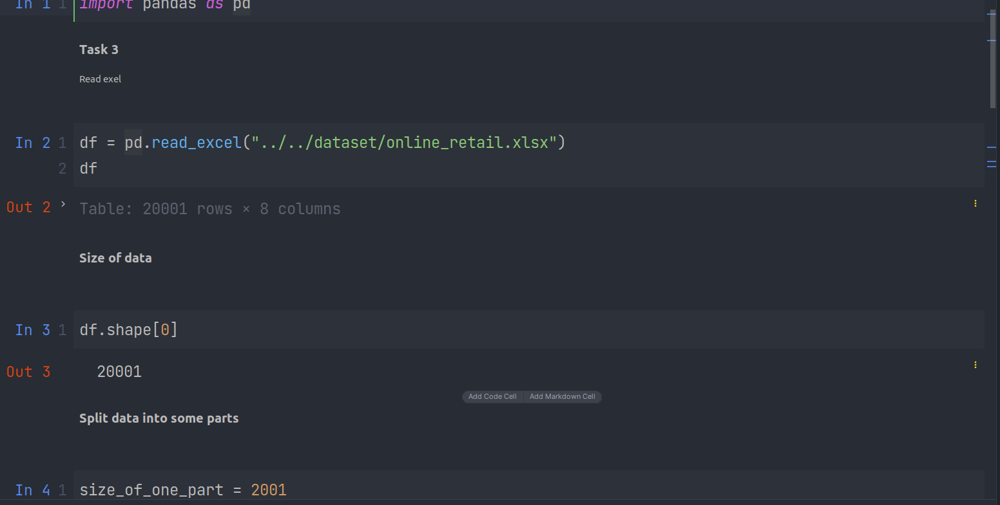 In 1 1 import pandas as pd
Task 3
Read exel
In 2 1 df = pd.read_excel("../../dataset/online_retail.xlsx")
2 df
Out 2 > Table: 20001 rows × 8 columns
Size of data
In 3 1 df.shape[0]
Out 3 20001
Add Code Cell Add Markdown Cell
Split data into some parts
In 4 1 size_of_one_part = 2001